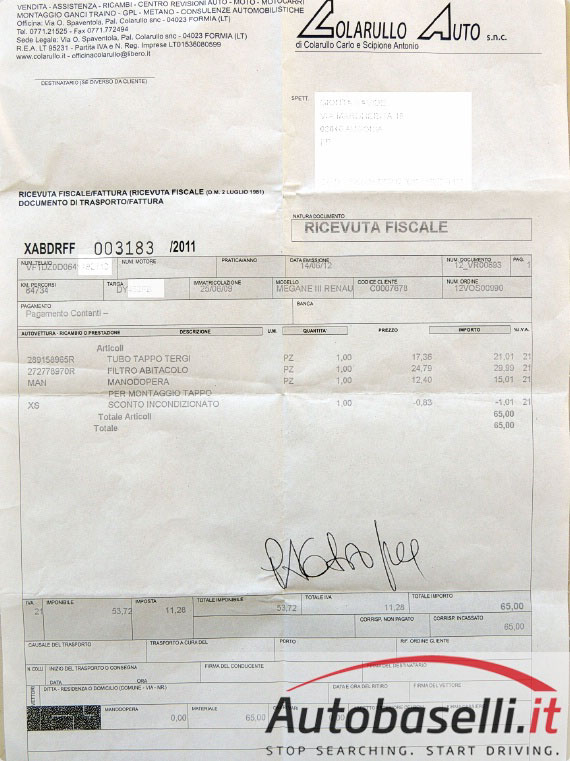 VENDITA - ASSISTENZA - RICAMBI - CENTRO REVISIONI AUTO - MOTO - MOTOCARRI
MONTAGGIO GANCI TRAINO - GPL - METANO - CONSULENZE AUTOMOBILISTICHE
Officina: Via O. Spaventola, Pal. Colarullo snc - 04023 FORMIA (LT)
Tel. 0771.21525 - Fax 0771.772494
Sede Legale: Via O. Spaventola, Pal. Colarullo snc - 04023 FORMIA (LT)
R.E.A. LT 95231 - Partita IVA e N. Reg. Imprese LT01536080599
www.colarullo.it - officinacolarullo@libero.it
COLARULLO AUTO s.n.c.
di Colarullo Carlo e Scipione Antonio
DESTINATARIO (SE DIVERSO DA CLIENTE)
SPETT.
RICEVUTA FISCALE/FATTURA (RICEVUTA FISCALE (D.M. 2 LUGLIO 1981)
DOCUMENTO DI TRASPORTO/FATTURA
NATURA DOCUMENTO
RICEVUTA FISCALE
XABDRFF 003183 /2011
NUM. TELAIO NUM. MOTORE PRATICA/ANNO DATA EMISSIONE NUM. DOCUMENTO PAG.
14/06/12 12_VR00893 1
KM. PERCORSI TARGA IMMATRICOLAZIONE MODELLO CODICE CLIENTE NUM. ORDINE
84734 25/06/09 MEGANE III RENAU C0007678 12VOS00990
PAGAMENTO BANCA
Pagamento Contanti –
AUTOVETTURA - RICAMBIO O PRESTAZIONE DESCRIZIONE U.M. QUANTITA' PREZZO IMPORTO % I.V.A.
Articoli
289158965R TUBO TAPPO TERGI PZ 1,00 17,36 21,01 21
272778970R FILTRO ABITACOLO PZ 1,00 24,79 29,99 21
MAN MANODOPERA PZ 1,00 12,40 15,01 21
PER MONTAGGIO TAPPO
XS SCONTO INCONDIZIONATO 1,00 -0,83 -1,01 21
Totale Articoli 65,00
Totale 65,00
IVA IMPONIBILE IMPOSTA TOTALE IMPONIBILE TOTALE IVA TOTALE IMPORTO
21 53,72 11,28 53,72 11,28 65,00
CORRISP. NON PAGATO CORRISP. INCASSATO
65,00
CAUSALE DEL TRASPORTO TRASPORTO A CURA DEL PORTO RIF. ORDINE CLIENTE
N.COLLI INIZIO DEL TRASPORTO O CONSEGNA FIRMA DEL CONDUCENTE FIRMA DEL DESTINATARIO
DATA ORA
VETTORE DITTA - RESIDENZA O DOMICILIO (COMUNE - VIA - NR.) DATA E ORA DEL RITIRO FIRMA DEL VETTORE
MANODOPERA MATERIALE
0,00 65,00
Autobaselli.it
STOP SEARCHING. START DRIVING.